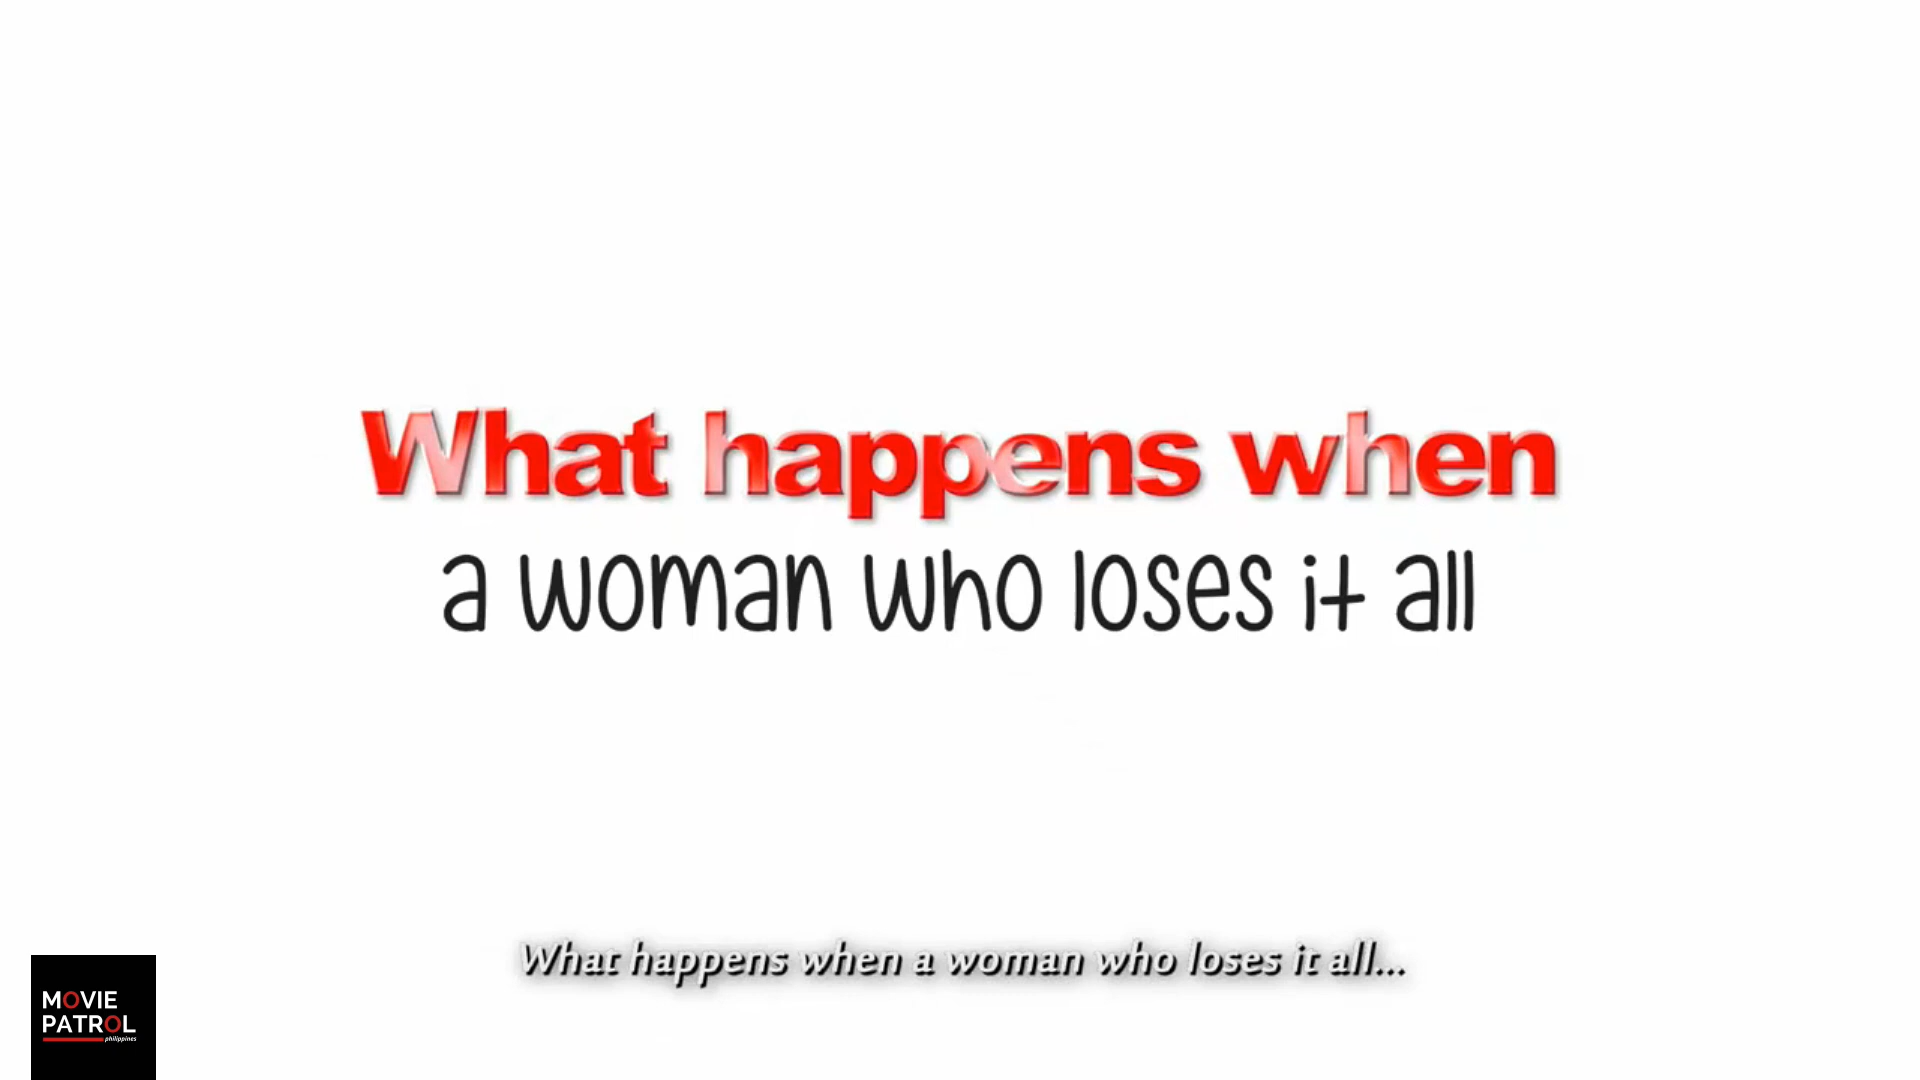 What happens when
a woman who loses it all
What happens when a woman who loses it all...
MOVIE
PATROL
philippines